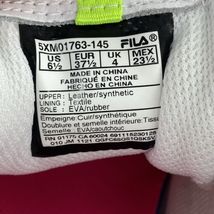 5XM01763-145 FILA
US EUR UK MEX
6½ 37½ 4 23½
MADE IN CHINA
FABRIQUÉ EN CHINE
HECHO EN CHINA
Upper : Leather/synthetic
Lining : Textile
Sole : EVA/rubber
Empeigne:Cuir/synthétique
Doublure et semelle intérieure:Tissu
Semelle:EVA/caoutchouc